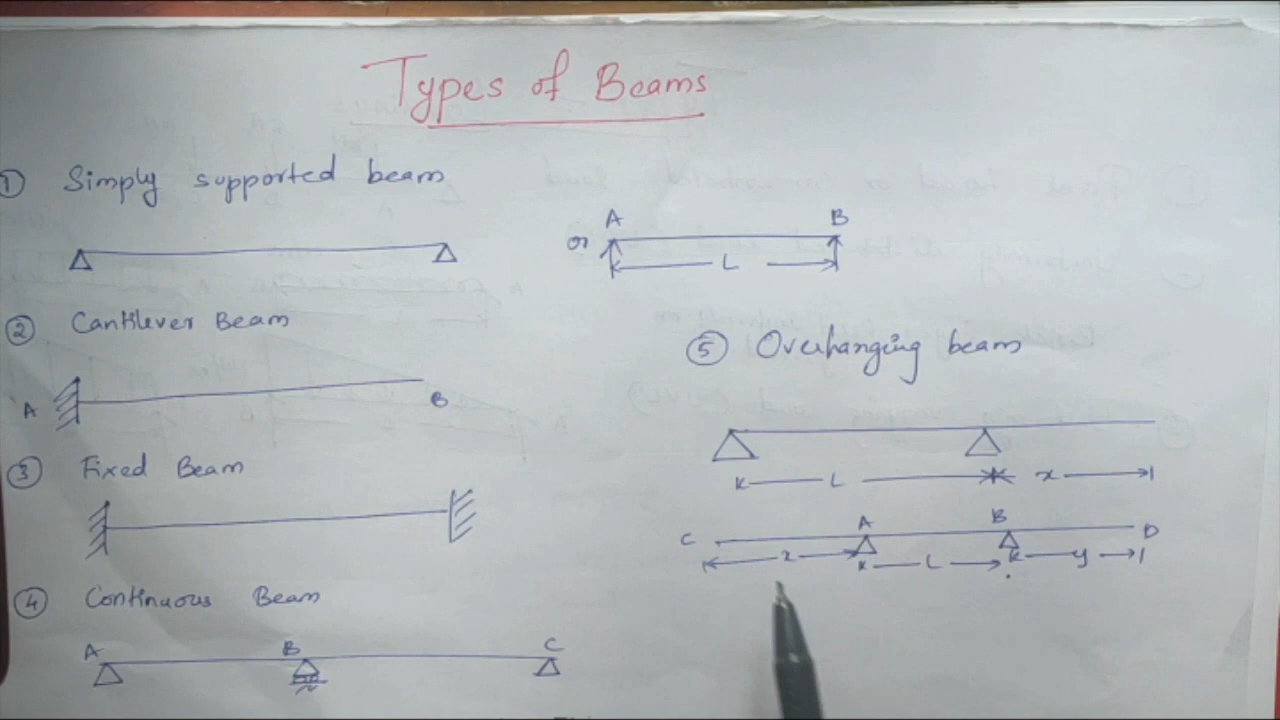 Types of Beams
① Simply supported beam
or A B
L
② Cantilever Beam
A B
③ Fixed Beam
④ Continuous Beam
A B C
⑤ Overhanging beam
L x
C A B D
L y